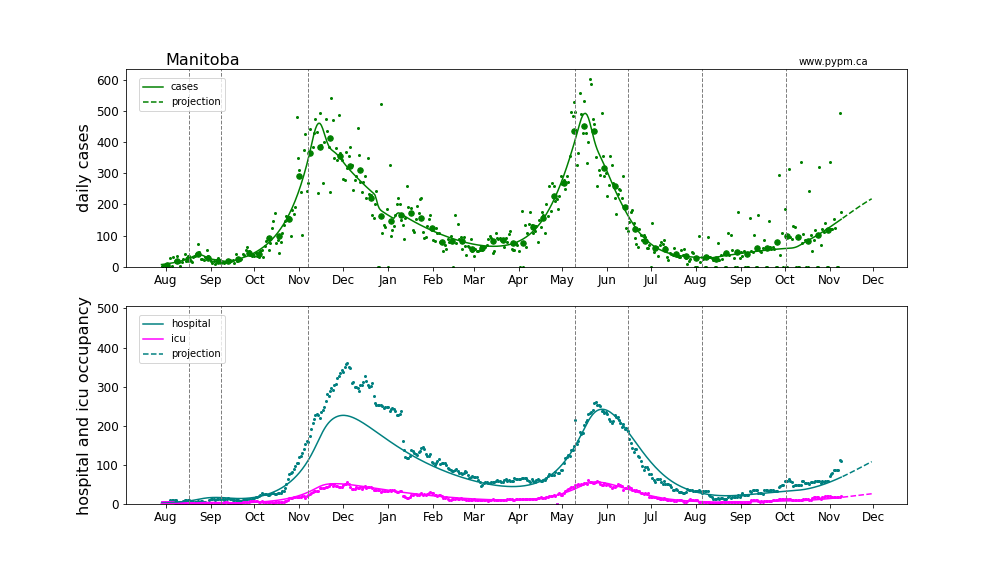 Manitoba
www.pypm.ca
daily cases
600
500
400
300
200
100
0
cases
projection
Aug Sep Oct Nov Dec Jan Feb Mar Apr May Jun Jul Aug Sep Oct Nov Dec
hospital and icu occupancy
500
400
300
200
100
0
hospital
icu
projection
Aug Sep Oct Nov Dec Jan Feb Mar Apr May Jun Jul Aug Sep Oct Nov Dec